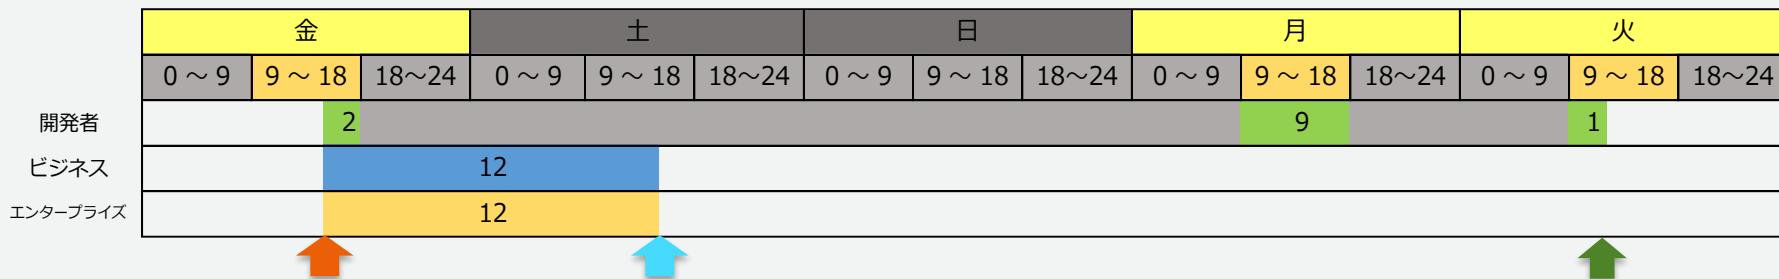 金 土 日 月 火
0 ～ 9 9 ～ 18 18～24 0 ～ 9 9 ～ 18 18～24 0 ～ 9 9 ～ 18 18～24 0 ～ 9 9 ～ 18 18～24 0 ～ 9 9 ～ 18 18～24
開発者 2 9 1
ビジネス 12
エンタープライズ 12